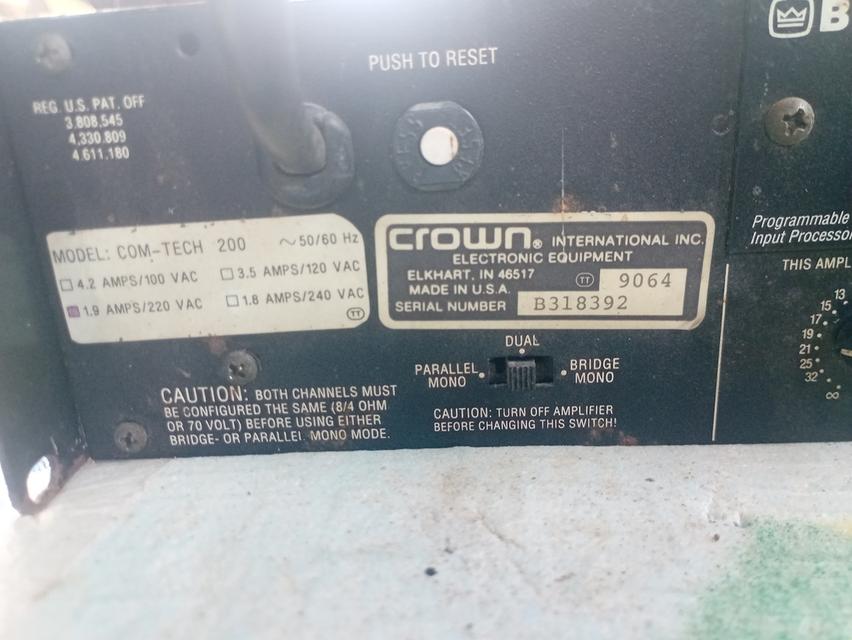 PUSH TO RESET
REG. U.S. PAT. OFF
3.808.545
4.330.809
4.611.180
MODEL: COM-TECH 200 ~50/60 Hz
4.2 AMPS/100 VAC 3.5 AMPS/120 VAC
1.9 AMPS/220 VAC 1.8 AMPS/240 VAC
TT
crown® INTERNATIONAL INC.
ELECTRONIC EQUIPMENT
ELKHART, IN 46517
MADE IN U.S.A. TT 9064
SERIAL NUMBER B318392
DUAL
PARALLEL MONO
BRIDGE MONO
CAUTION: TURN OFF AMPLIFIER
BEFORE CHANGING THIS SWITCH!
CAUTION: BOTH CHANNELS MUST
BE CONFIGURED THE SAME (8/4 OHM
OR 70 VOLT) BEFORE USING EITHER
BRIDGE- OR PARALLEL MONO MODE.
B
Programmable
Input Processor
THIS AMPL
13
15
17
19
21
25
32
∞